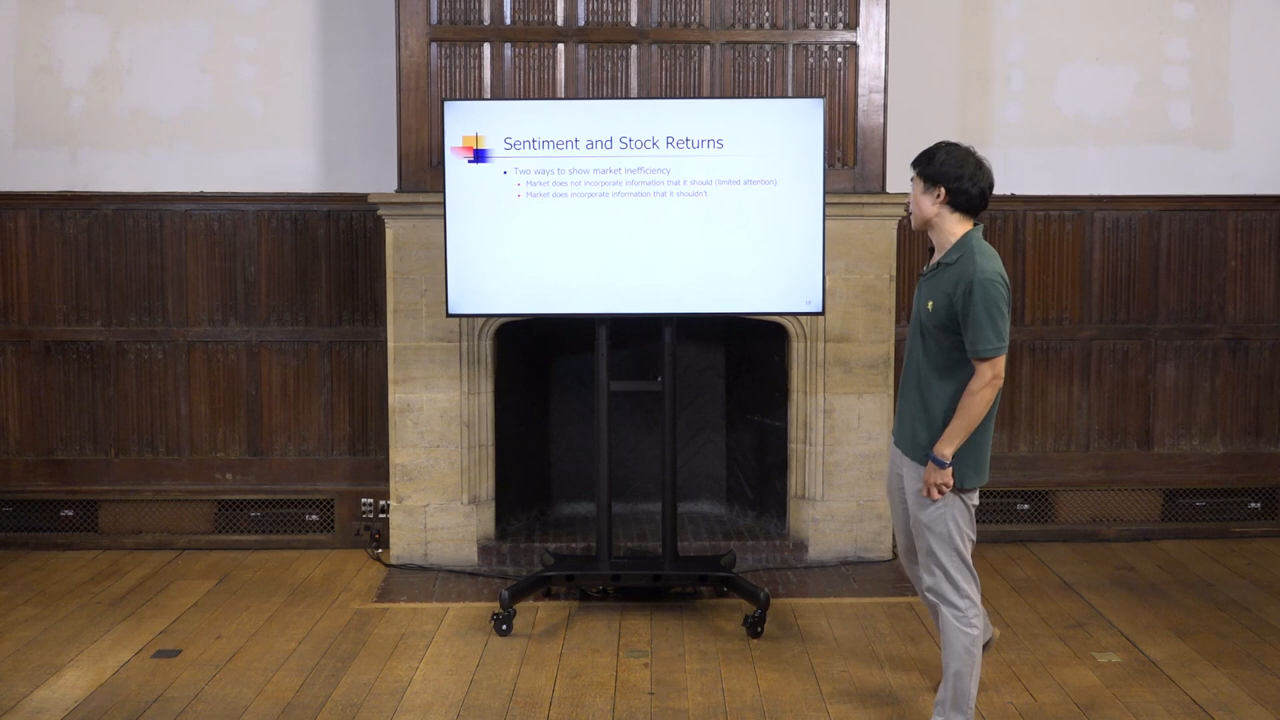 Sentiment and Stock Returns
Two ways to show market inefficiency
Market does not incorporate information that it should (limited attention)
Market does incorporate information that it shouldn't